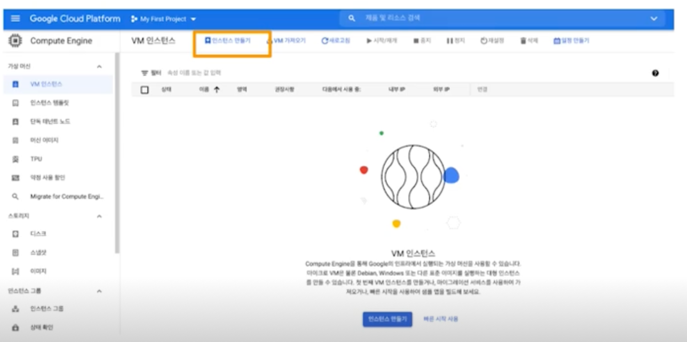 Google Cloud Platform
My First Project
제품 및 리소스 검색
Compute Engine
VM 인스턴스
인스턴스 만들기
VM 가져오기
새로고침
시작/재개
중지
정지
재설정
삭제
일정 만들기
가상 머신
VM 인스턴스
인스턴스 템플릿
단독 테넌트 노드
머신 이미지
TPU
약정 사용 할인
Migrate for Compute Engi...
스토리지
디스크
스냅샷
이미지
인스턴스 그룹
인스턴스 그룹
상태 확인
필터 속성 이름 또는 값 입력
상태 이름 영역 권장사항 다음에서 사용 중: 내부 IP 외부 IP 연결
VM 인스턴스
Compute Engine을 통해 Google의 인프라에서 실행되는 가상 머신을 사용할 수 있습니다.
마이크로 VM은 물론 Debian, Windows 또는 다른 표준 이미지를 실행하는 대형 인스턴스
를 만들 수 있습니다. 첫 번째 VM 인스턴스를 만들거나, 마이그레이션 서비스를 사용하여 가
져오거나, 빠른 시작을 사용하여 샘플 앱을 빌드해 보세요.
인스턴스 만들기
빠른 시작 사용